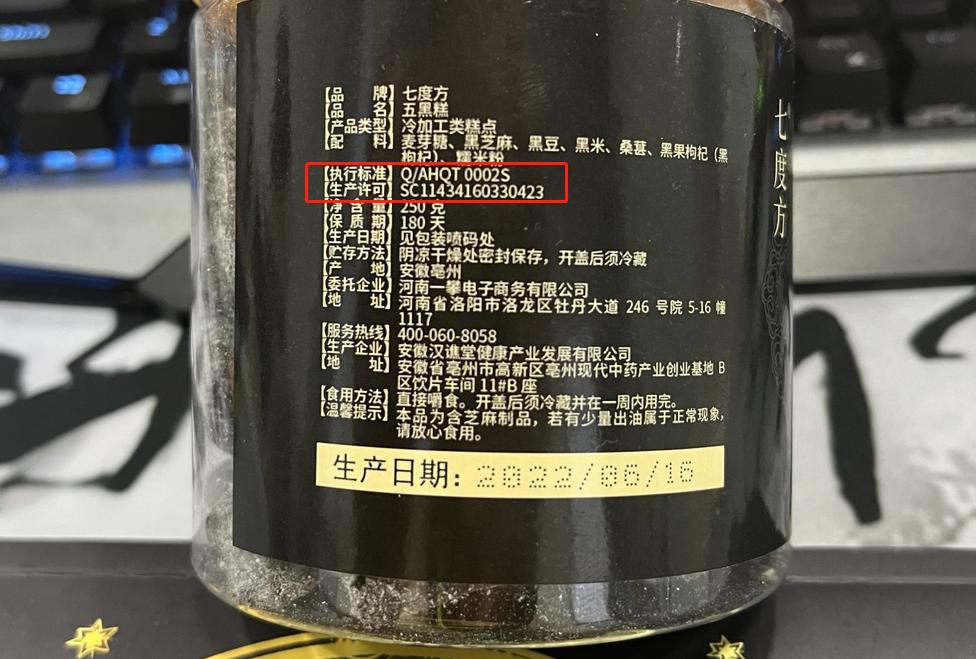 【品　　牌】七度方
【品　　名】五黑糕
【产品类型】冷加工类糕点
【配　　料】麦芽糖、黑芝麻、黑豆、黑米、桑葚、黑果枸杞（黑
枸杞）、糯米粉
【执行标准】Q/AHQT 0002S
【生产许可】SC11434160330423
【净 含 量】250 克
【保 质 期】180 天
【生产日期】见包装喷码处
【贮存方法】阴凉干燥处密封保存，开盖后须冷藏
【产　　地】安徽亳州
【委托企业】河南一攀电子商务有限公司
【地　　址】河南省洛阳市洛龙区牡丹大道 246 号院 5-16 幢
1117
【服务热线】400-060-8058
【生产企业】安徽汉谯堂健康产业发展有限公司
【地　　址】安徽省亳州市高新区亳州现代中药产业创业基地 B
区饮片车间 11#B 座
【食用方法】直接嚼食。开盖后须冷藏并在一周内用完。
【温馨提示】本品为含芝麻制品，若有少量出油属于正常现象，
请放心食用。
生产日期：2022/06/16
七度方